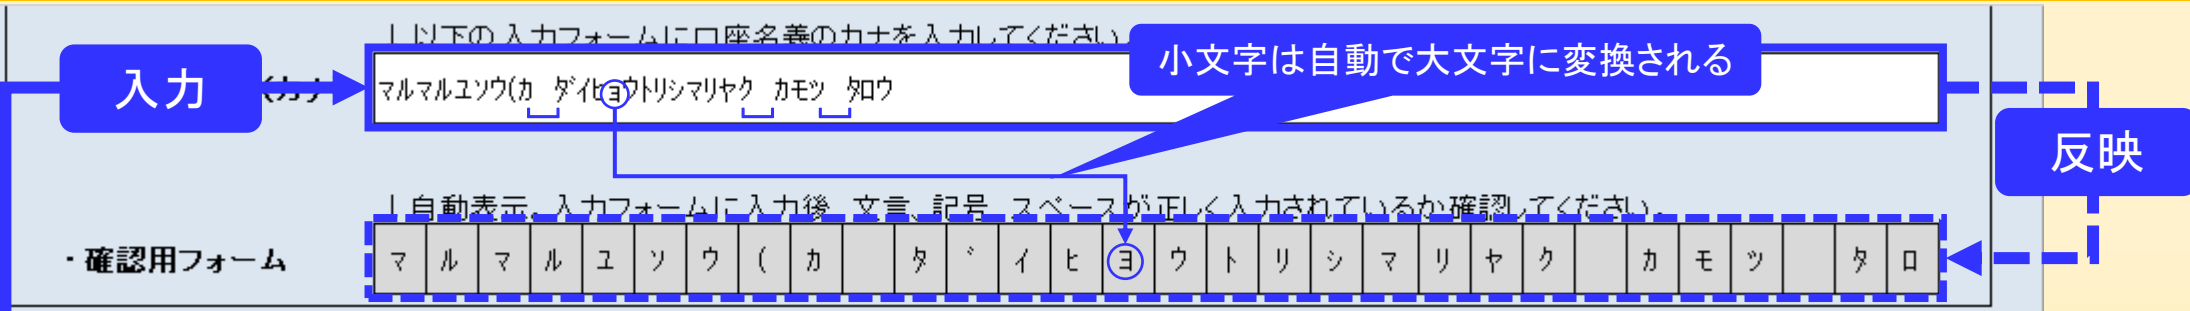 ↓以下の入力フォームに口座名義のカナを入力してください。
小文字は自動で大文字に変換される
入力
(カナ
マルマルユソウ(カ ダイヒョウトリシマリヤク カモツ タロウ
反映
↓自動表示。入力フォームに入力後、文言、記号、スペースが正しく入力されているか確認してください。
・確認用フォーム
マ ル マ ル ユ ソ ウ ( カ タ ゛ イ ヒ ョ ウ ト リ シ マ リ ヤ ク カ モ ツ タ ロ